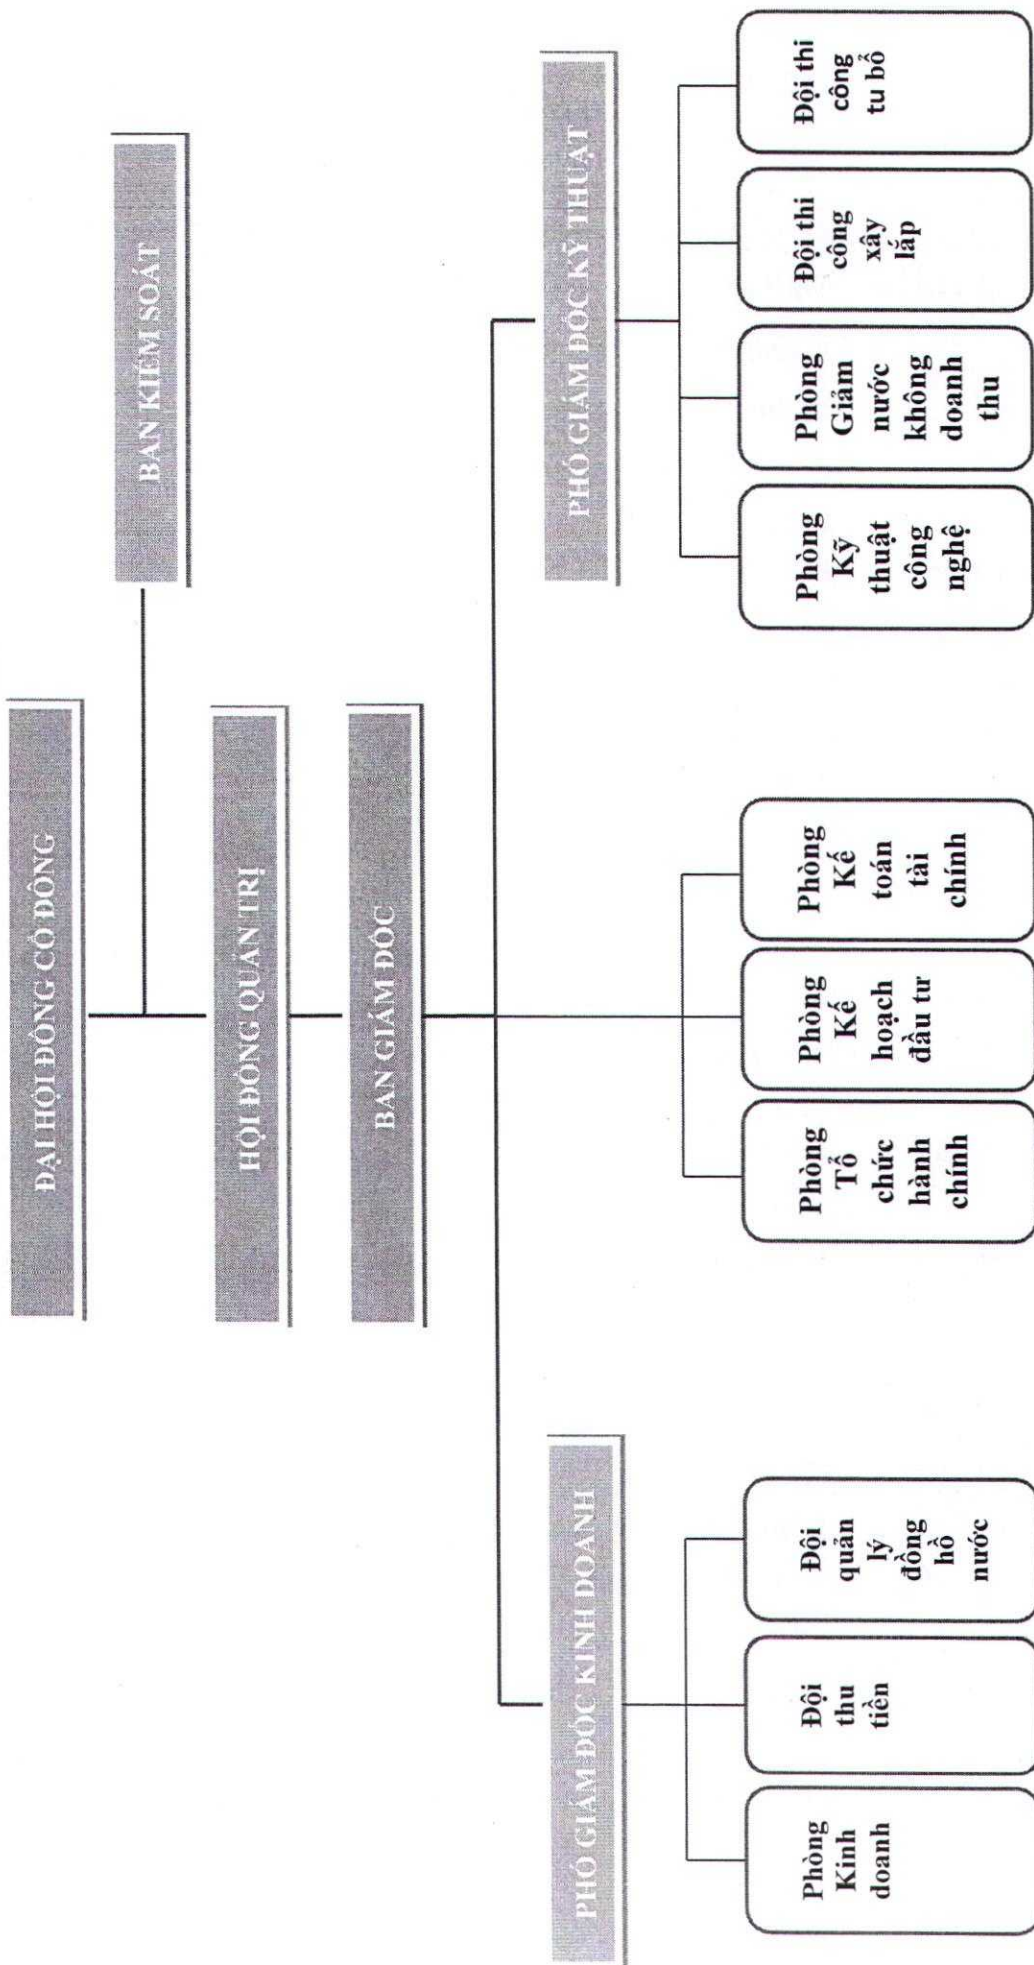 ĐẠI HỘI ĐỒNG CỔ ĐÔNG
BAN KIỂM SOÁT
HỘI ĐỒNG QUẢN TRỊ
BAN GIÁM ĐỐC
PHÓ GIÁM ĐỐC KINH DOANH
PHÓ GIÁM ĐỐC KỸ THUẬT
Phòng
Kinh
doanh
Đội
thu
tiền
Đội
quản
lý
đồng
hồ
nước
Phòng
Tổ
chức
hành
chính
Phòng
Kế
hoạch
đầu tư
Phòng
Kế
toán
tài
chính
Phòng
Kỹ
thuật
công
nghệ
Phòng
Giảm
nước
không
doanh
thu
Đội thi
công
xây
lắp
Đội thi
công
tu bổ